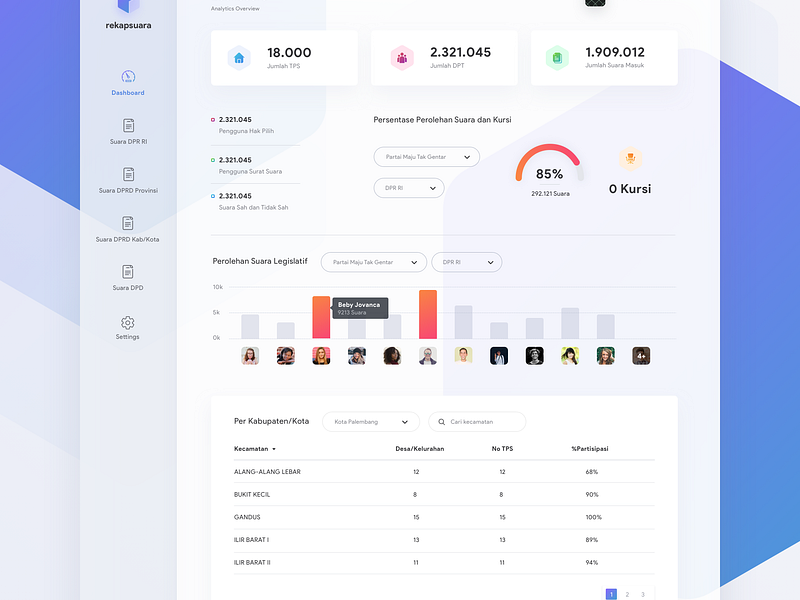 Analytics Overview
rekapsuara
Dashboard
Suara DPR RI
Suara DPRD Provinsi
Suara DPRD Kab/Kota
Suara DPD
Settings
18.000
Jumlah TPS
2.321.045
Jumlah DPT
1.909.012
Jumlah Suara Masuk
2.321.045
Pengguna Hak Pilih
2.321.045
Pengguna Surat Suara
2.321.045
Suara Sah dan Tidak Sah
Persentase Perolehan Suara dan Kursi
Partai Maju Tak Gentar
DPR RI
85%
292.121 Suara
0 Kursi
Perolehan Suara Legislatif
Partai Maju Tak Gentar
DPR RI
10k
5k
0k
Beby Jovanca
9213 Suara
4+
Per Kabupaten/Kota
Kota Palembang
Cari kecamatan
Kecamatan Desa/Kelurahan No TPS %Partisipasi
ALANG-ALANG LEBAR 12 12 68%
BUKIT KECIL 8 8 90%
GANDUS 15 15 100%
ILIR BARAT I 13 13 89%
ILIR BARAT II 11 11 94%
1 2 3